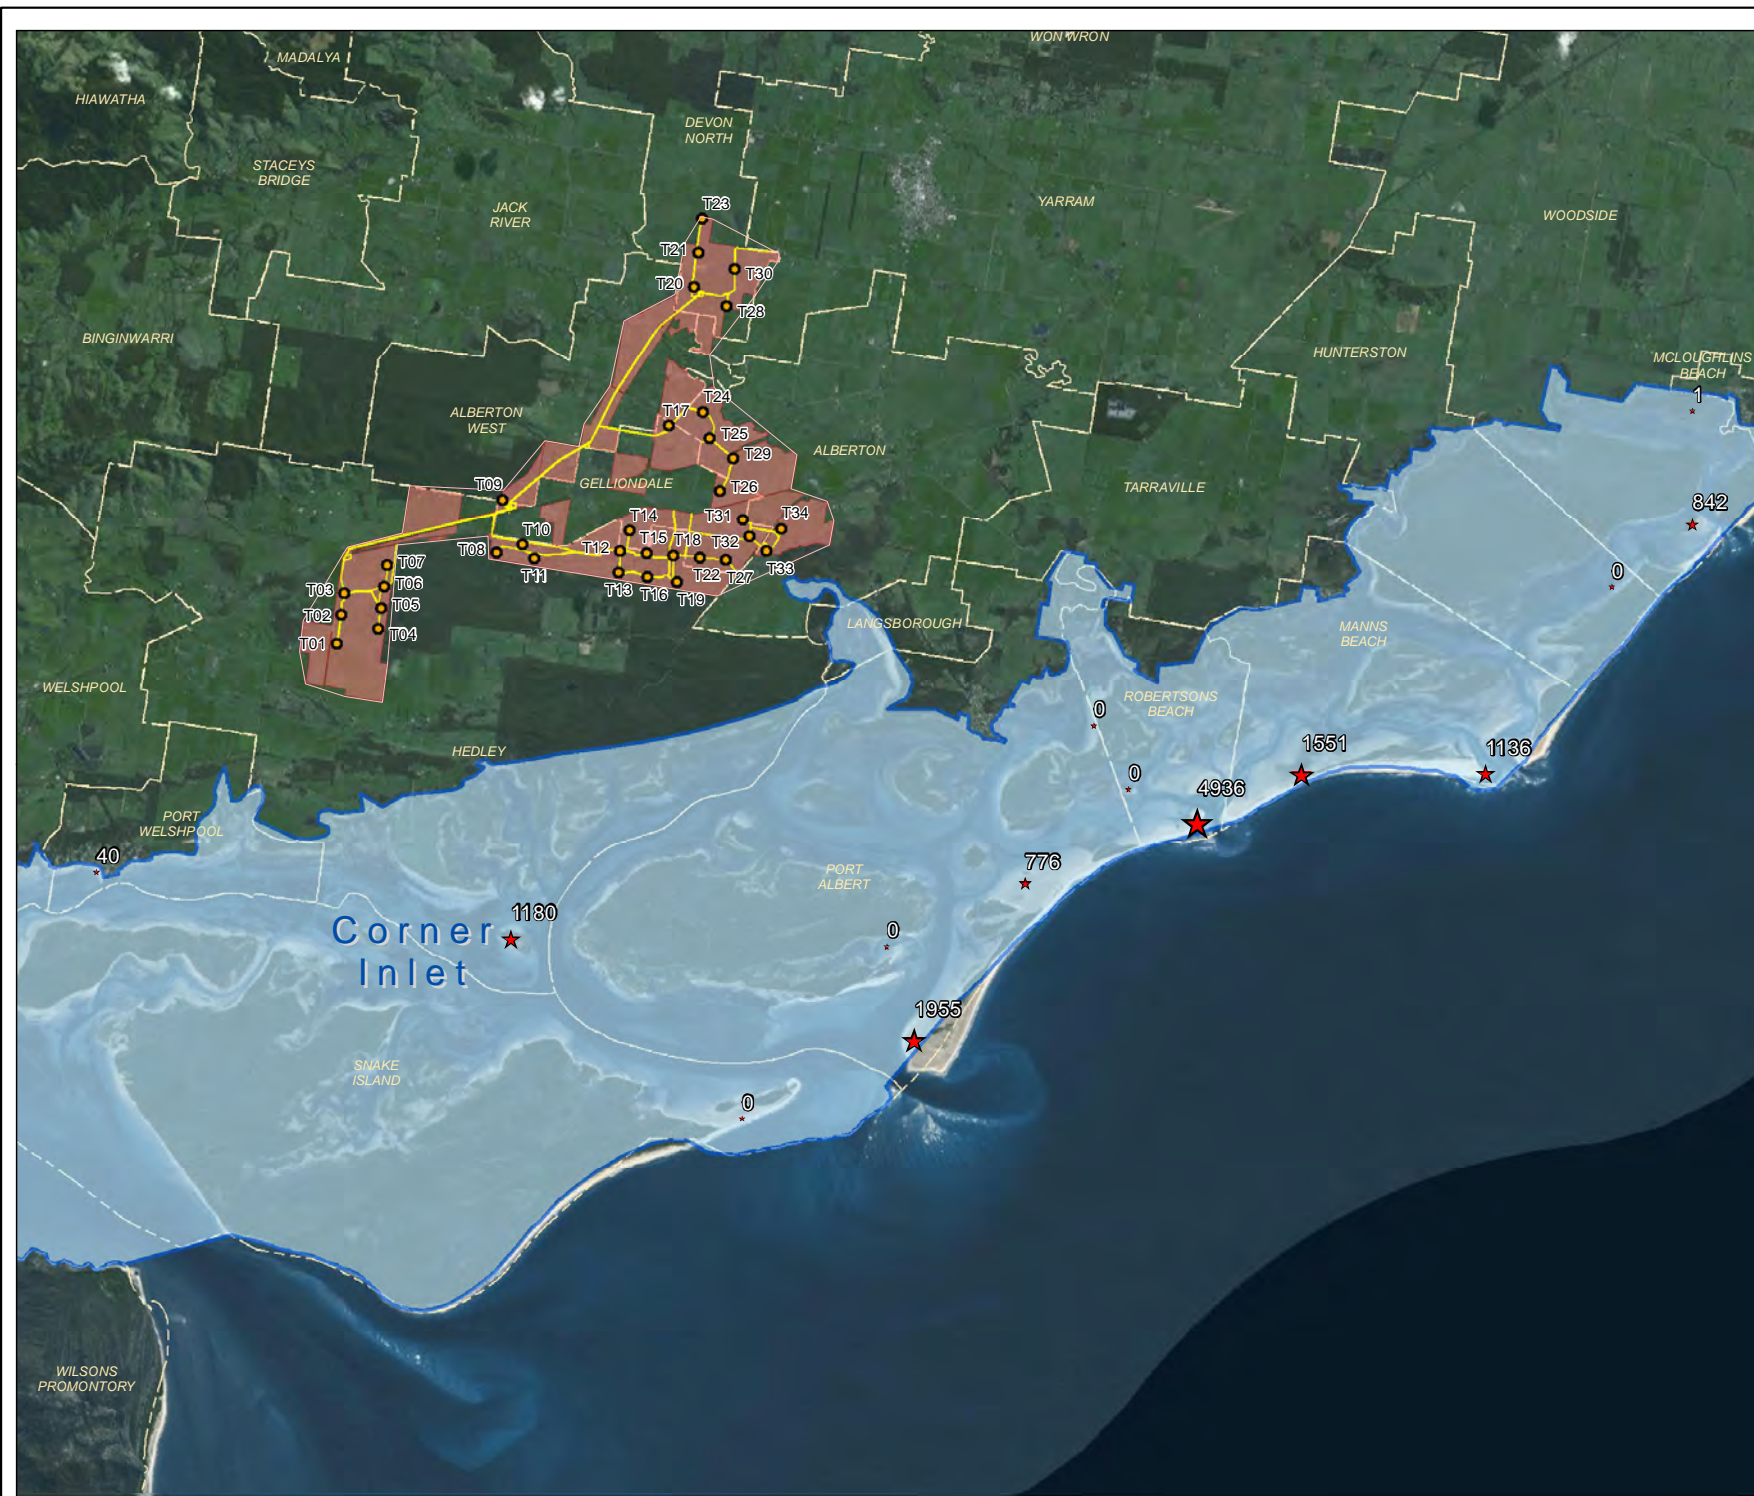 WON WRON
MADALYA
HIAWATHA
DEVON
NORTH
STACEYS
BRIDGE
JACK
RIVER
YARRAM
WOODSIDE
T23
T21
T30
T20
T28
BINGINWARRI
HUNTERSTON
MCLOUGHLINS
BEACH
1
T24
T17
ALBERTON
WEST
T25
T29
ALBERTON
GELLIONDALE
T09
T26
TARRAVILLE
842
T31
T34
T14
T10
T15
T12
T18
T32
T08
T11
T22
T27
T33
T13
T16
T19
0
T07
T06
T03
T05
T02
T04
T01
LANGSBOROUGH
MANNS
BEACH
WELSHPOOL
ROBERTSONS
BEACH
0
HEDLEY
1551
1136
0
4936
PORT
WELSHPOOL
40
776
PORT
ALBERT
1180
Corner
Inlet
0
1955
SNAKE
ISLAND
0
WILSONS
PROMONTORY